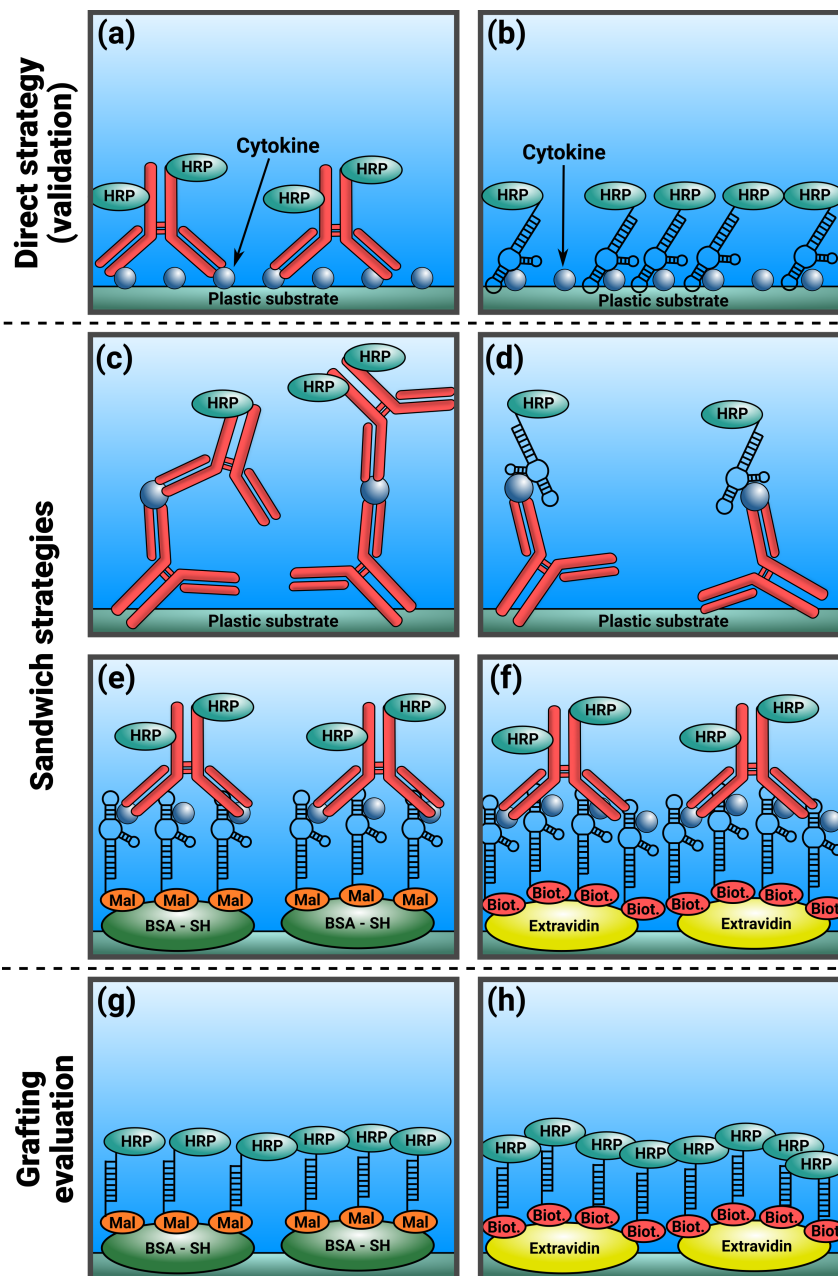 Direct strategy
(validation)
(a)
Cytokine
HRP
HRP
HRP
HRP
Plastic substrate
(b)
Cytokine
HRP
HRP
HRP
HRP
HRP
Plastic substrate
Sandwich strategies
(c)
HRP
HRP
HRP
Plastic substrate
(d)
HRP
HRP
Plastic substrate
(e)
HRP
HRP
HRP
HRP
Mal
Mal
Mal
Mal
Mal
Mal
BSA - SH
BSA - SH
(f)
HRP
HRP
HRP
HRP
Biot.
Biot.
Biot.
Biot.
Biot.
Biot.
Biot.
Biot.
Extravidin
Extravidin
Grafting
evaluation
(g)
HRP
HRP
HRP
HRP
HRP
HRP
Mal
Mal
Mal
Mal
Mal
Mal
BSA - SH
BSA - SH
(h)
HRP
HRP
HRP
HRP
HRP
HRP
HRP
HRP
Biot.
Biot.
Biot.
Biot.
Biot.
Biot.
Biot.
Biot.
Extravidin
Extravidin